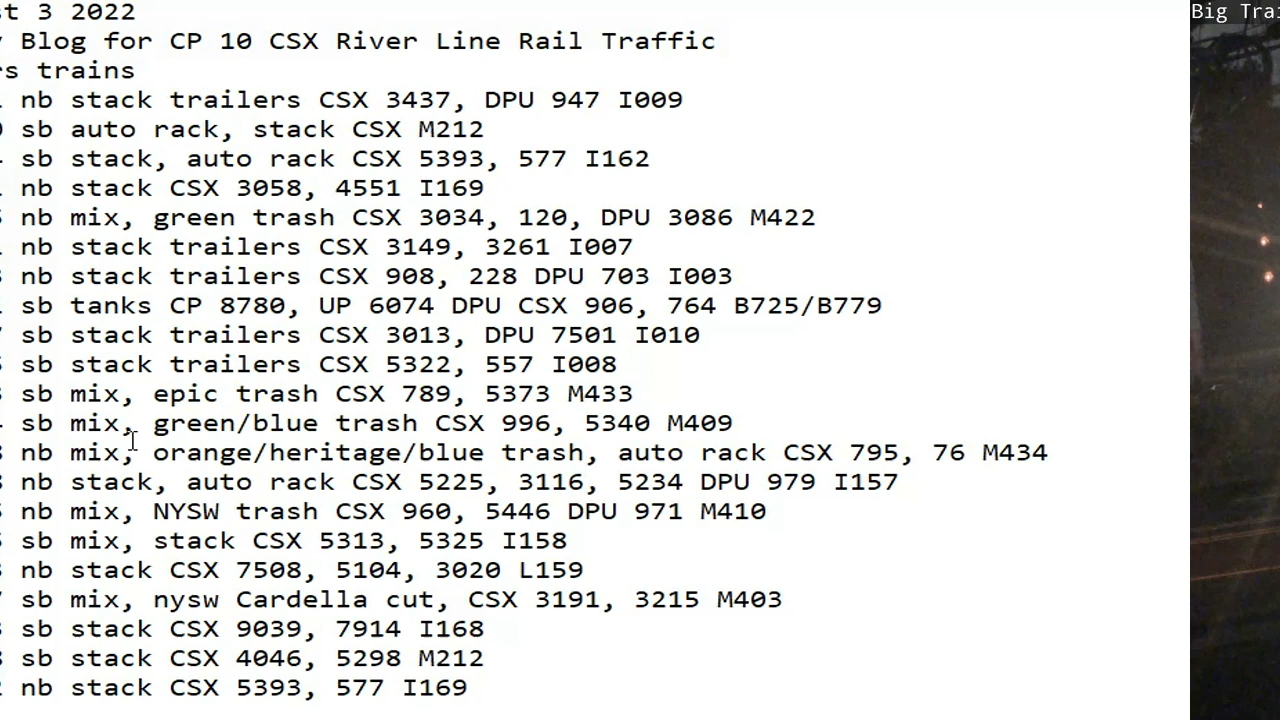 st 3 2022
Blog for CP 10 CSX River Line Rail Traffic
rs trains
nb stack trailers CSX 3437, DPU 947 I009
sb auto rack, stack CSX M212
sb stack, auto rack CSX 5393, 577 I162
nb stack CSX 3058, 4551 I169
nb mix, green trash CSX 3034, 120, DPU 3086 M422
nb stack trailers CSX 3149, 3261 I007
nb stack trailers CSX 908, 228 DPU 703 I003
sb tanks CP 8780, UP 6074 DPU CSX 906, 764 B725/B779
sb stack trailers CSX 3013, DPU 7501 I010
sb stack trailers CSX 5322, 557 I008
sb mix, epic trash CSX 789, 5373 M433
sb mix, green/blue trash CSX 996, 5340 M409
nb mix, orange/heritage/blue trash, auto rack CSX 795, 76 M434
nb stack, auto rack CSX 5225, 3116, 5234 DPU 979 I157
nb mix, NYSW trash CSX 960, 5446 DPU 971 M410
sb mix, stack CSX 5313, 5325 I158
nb stack CSX 7508, 5104, 3020 L159
sb mix, nysw Cardella cut, CSX 3191, 3215 M403
sb stack CSX 9039, 7914 I168
sb stack CSX 4046, 5298 M212
nb stack CSX 5393, 577 I169
Big Trai